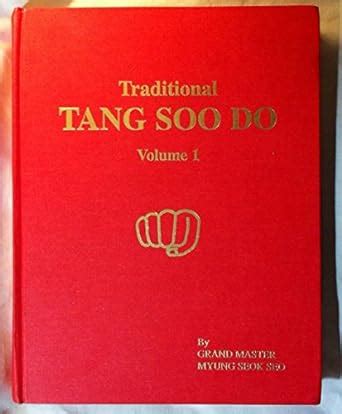 Traditional
TANG SOO DO
Volume 1
By
GRAND MASTER
MYUNG SEOK SEO